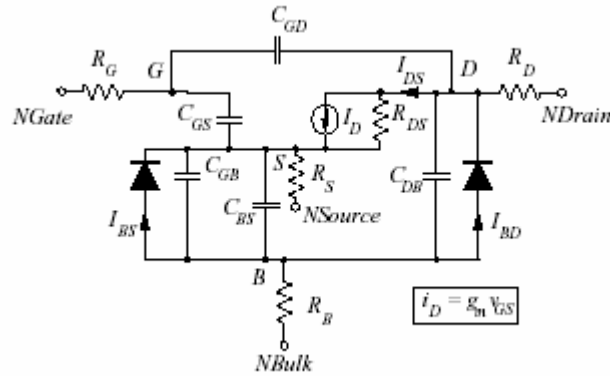 C_GD
R_G
G
I_DS
D
R_D
NGate
C_GS
I_D
R_DS
NDrain
S
C_GB
R_S
C_DB
I_BS
C_BS
NSource
I_BD
B
R_B
i_D = g_m v_GS
NBulk